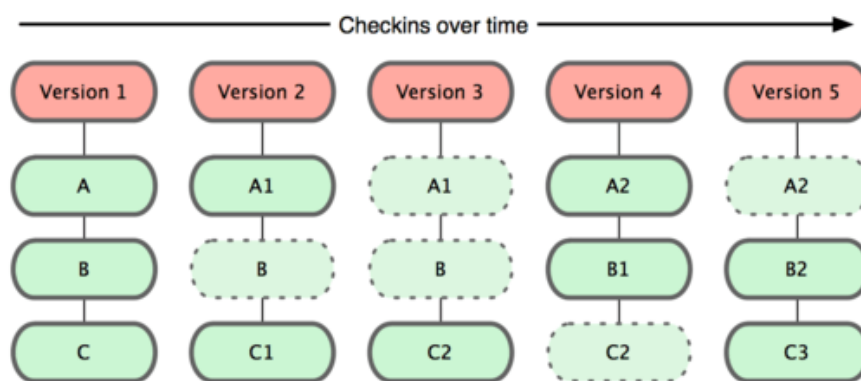 Checkins over time
Version 1 Version 2 Version 3 Version 4 Version 5
A A1 A1 A2 A2
B B B B1 B2
C C1 C2 C2 C3